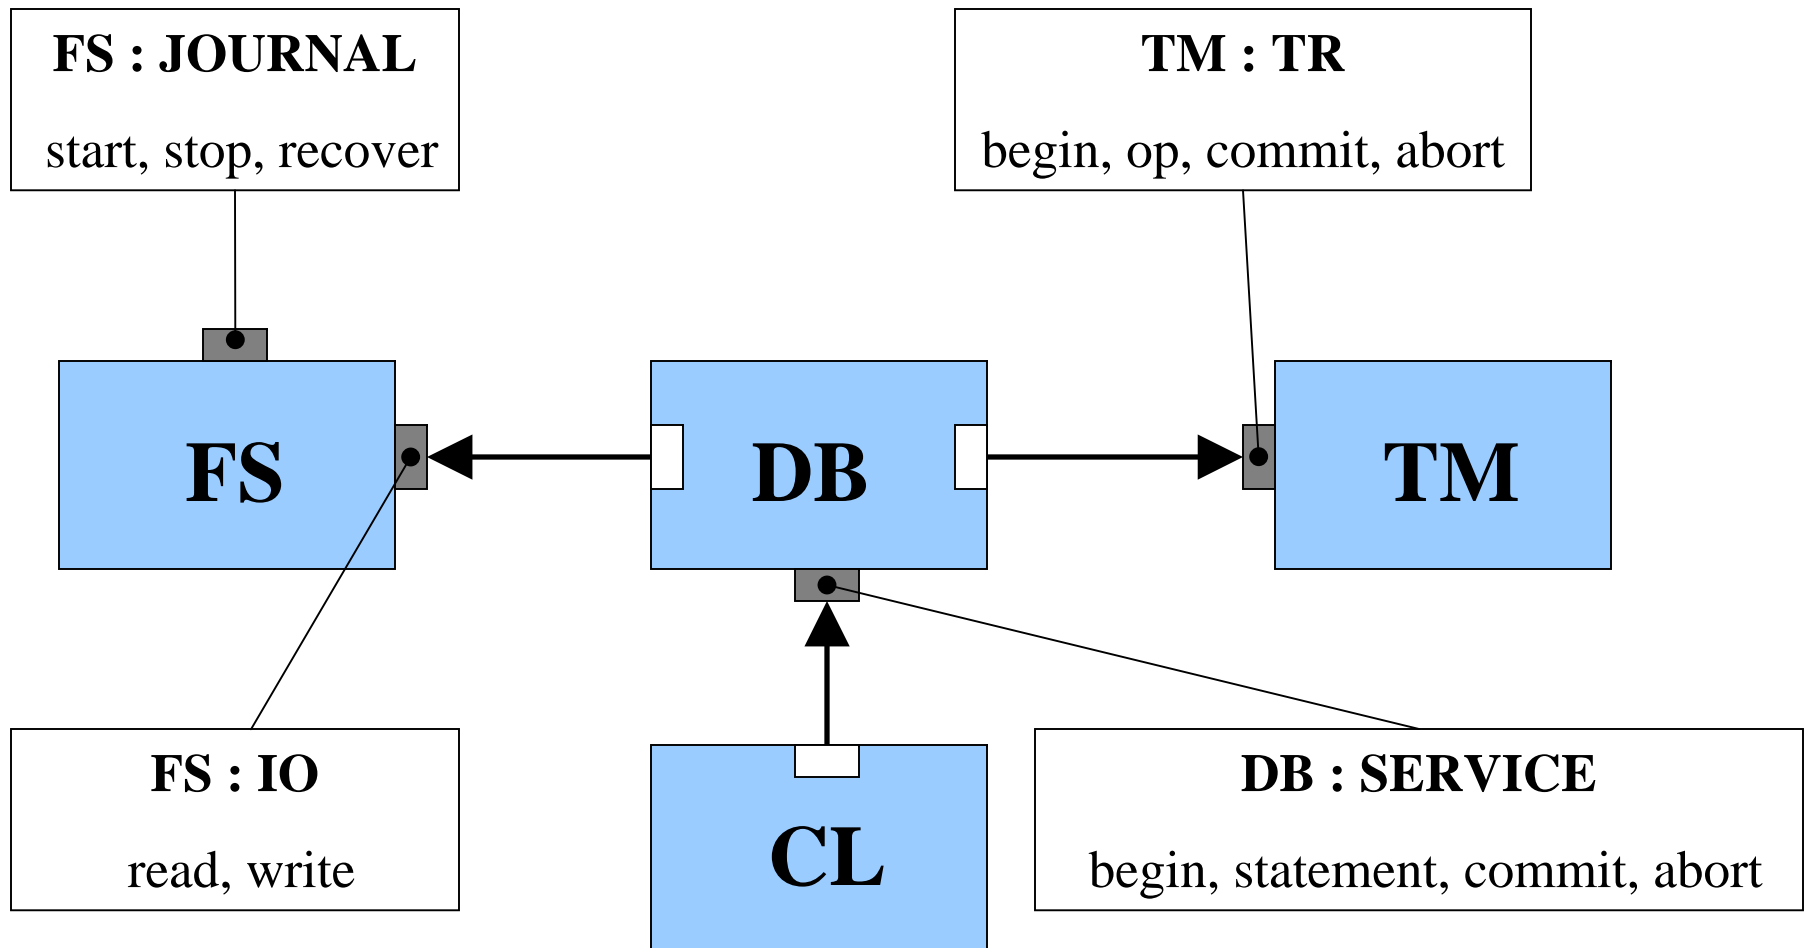 FS : JOURNAL
start, stop, recover
TM : TR
begin, op, commit, abort
FS
DB
TM
FS : IO
read, write
CL
DB : SERVICE
begin, statement, commit, abort